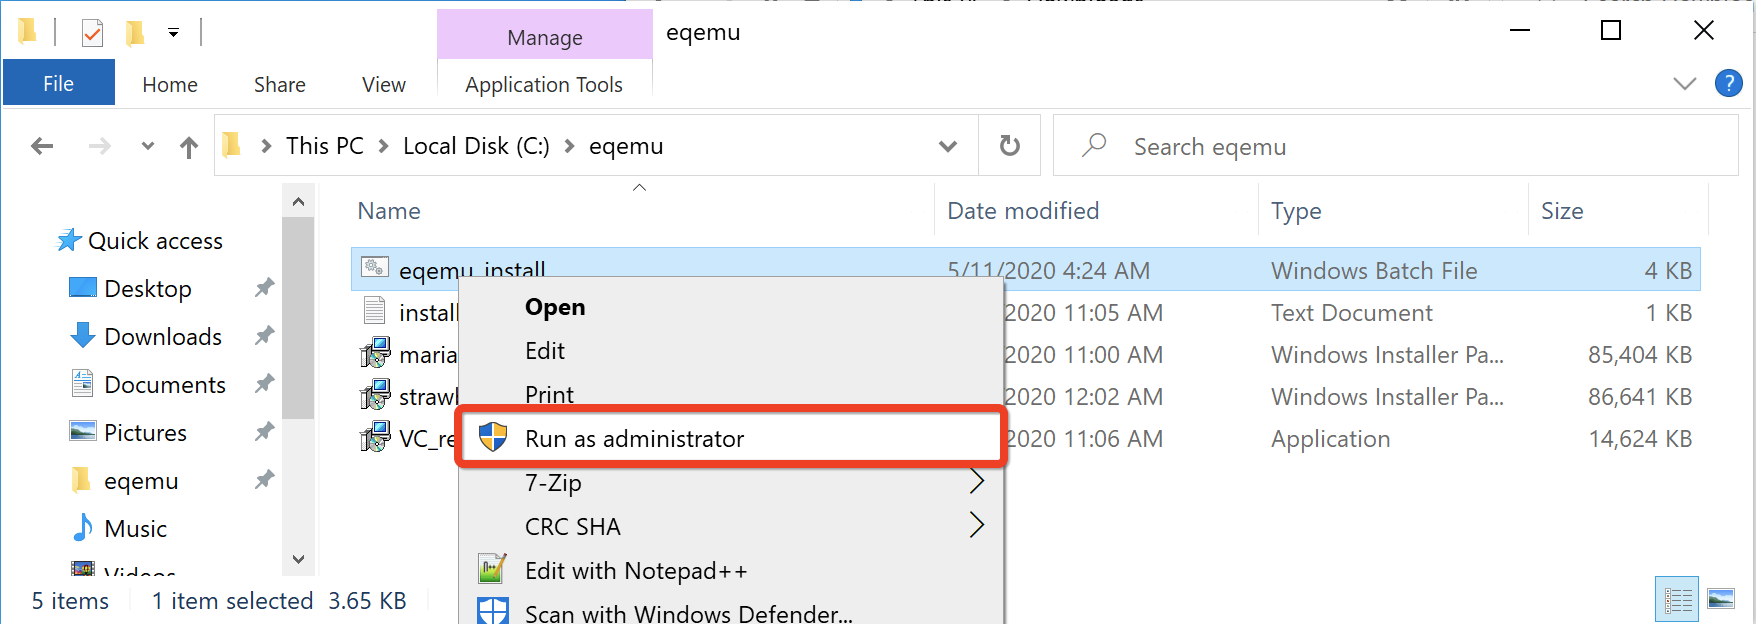 Manage
eqemu
File
Home
Share
View
Application Tools
?
This PC
Local Disk (C:)
eqemu
Search eqemu
Name
Date modified
Type
Size
Quick access
Desktop
Downloads
Documents
Pictures
eqemu
Music
Videos
eqemu_install 5/11/2020 4:24 AM Windows Batch File 4 KB
2020 11:05 AM Text Document 1 KB
2020 11:00 AM Windows Installer Pa... 85,404 KB
2020 12:02 AM Windows Installer Pa... 86,641 KB
VC_re 2020 11:06 AM Application 14,624 KB
Open
Edit
Print
Run as administrator
7-Zip
CRC SHA
Edit with Notepad++
Scan with Windows Defender...
5 items 1 item selected 3.65 KB